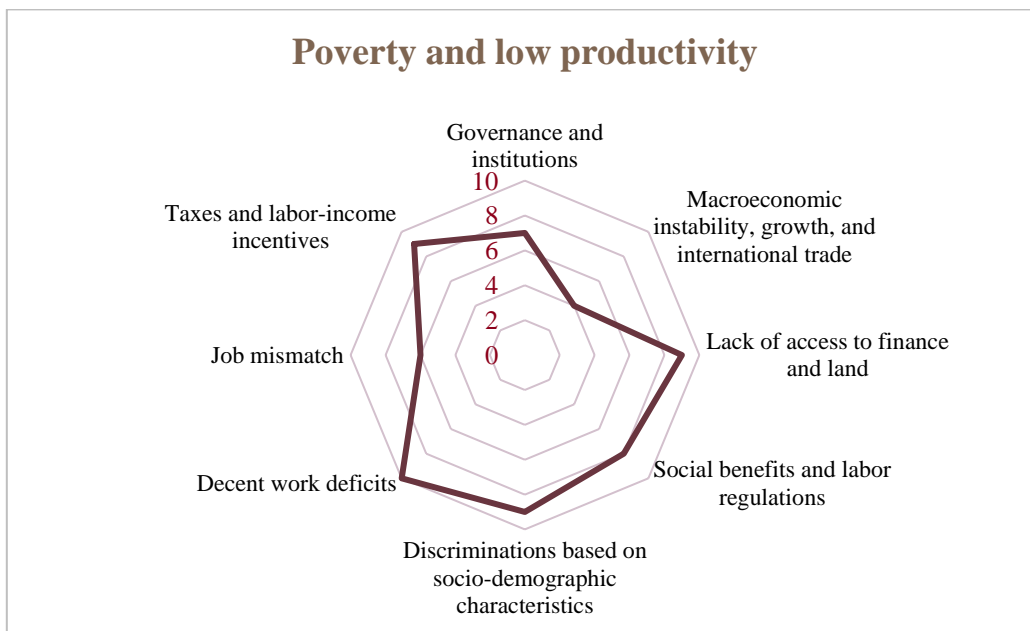 Poverty and low productivity
Governance and
institutions
Macroeconomic
instability, growth, and
international trade
Lack of access to finance
and land
Social benefits and labor
regulations
Discriminations based on
socio-demographic
characteristics
Decent work deficits
Job mismatch
Taxes and labor-income
incentives
10
8
6
4
2
0